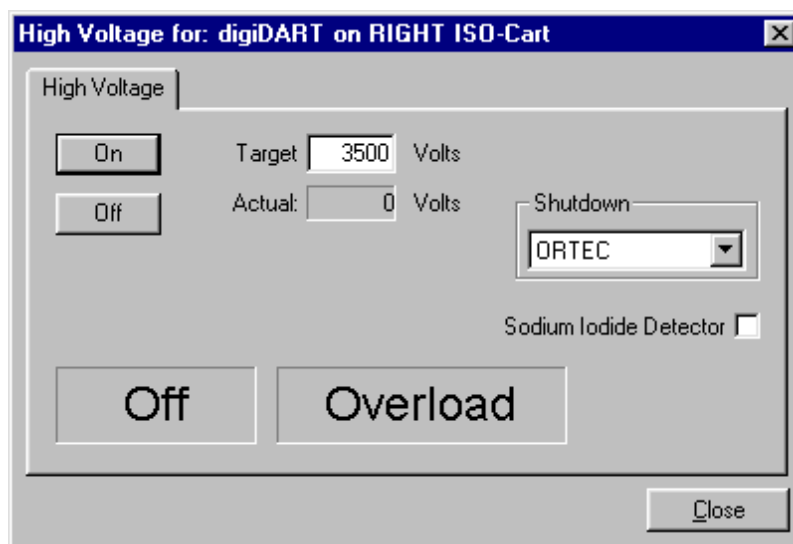 High Voltage for: digiDART on RIGHT ISO-Cart
High Voltage
On Target 3500 Volts
Off Actual: 0 Volts
Shutdown
ORTEC
Sodium Iodide Detector
Off Overload
Close